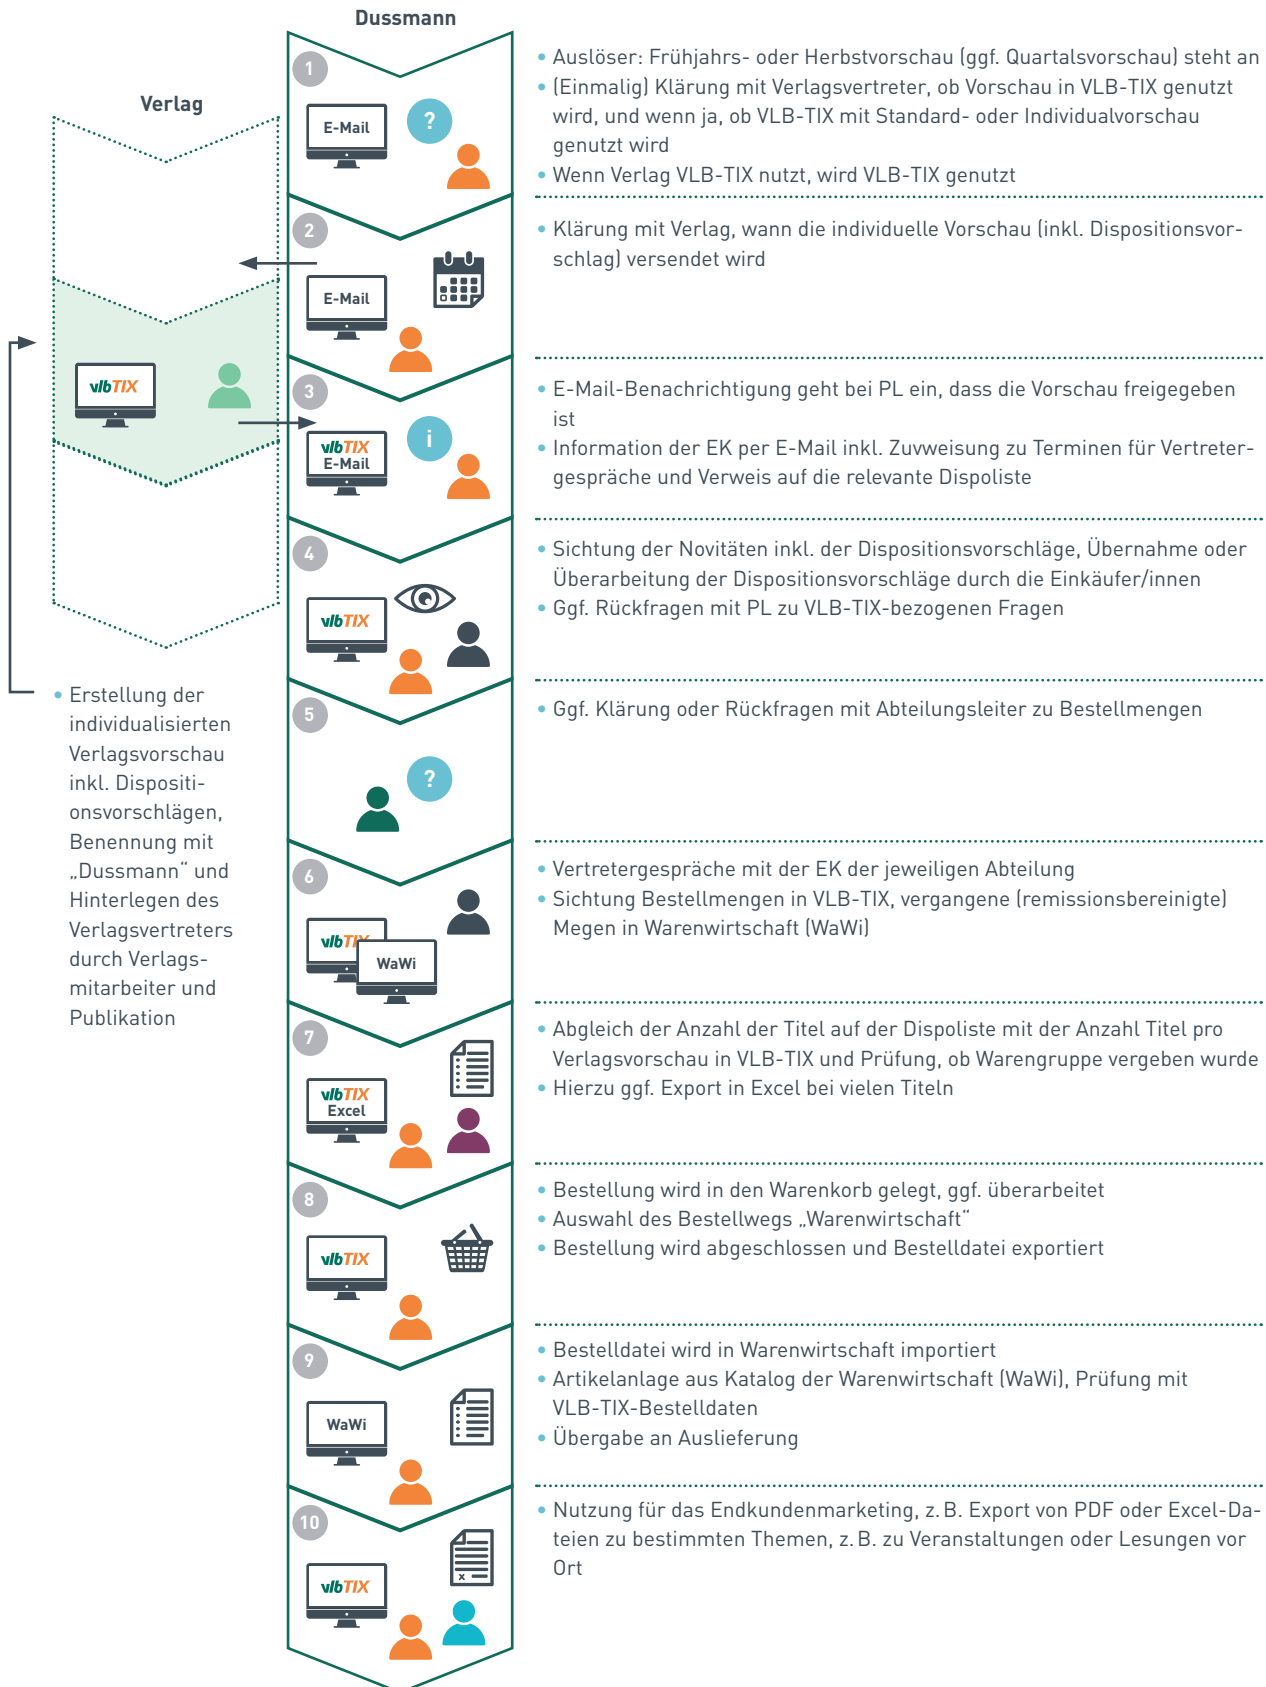 Dussmann
Verlag
1
E-Mail
?
• Auslöser: Frühjahrs- oder Herbstvorschau (ggf. Quartalsvorschau) steht an
• (Einmalig) Klärung mit Verlagsvertreter, ob Vorschau in VLB-TIX genutzt
wird, und wenn ja, ob VLB-TIX mit Standard- oder Individualvorschau
genutzt wird
• Wenn Verlag VLB-TIX nutzt, wird VLB-TIX genutzt
2
E-Mail
• Klärung mit Verlag, wann die individuelle Vorschau (inkl. Dispositionsvor-
schlag) versendet wird
vlbTIX
3
vlbTIX
E-Mail
i
• E-Mail-Benachrichtigung geht bei PL ein, dass die Vorschau freigegeben
ist
• Information der EK per E-Mail inkl. Zuvweisung zu Terminen für Vertreter-
gespräche und Verweis auf die relevante Dispoliste
4
vlbTIX
• Sichtung der Novitäten inkl. der Dispositionsvorschläge, Übernahme oder
Überarbeitung der Dispositionsvorschläge durch die Einkäufer/innen
• Ggf. Rückfragen mit PL zu VLB-TIX-bezogenen Fragen
• Erstellung der
individualisierten
Verlagsvorschau
inkl. Dispositi-
onsvorschlägen,
Benennung mit
„Dussmann“ und
Hinterlegen des
Verlagsvertreters
durch Verlags-
mitarbeiter und
Publikation
5
?
• Ggf. Klärung oder Rückfragen mit Abteilungsleiter zu Bestellmengen
6
vlbTIX
WaWi
• Vertretergespräche mit der EK der jeweiligen Abteilung
• Sichtung Bestellmengen in VLB-TIX, vergangene (remissionsbereinigte)
Megen in Warenwirtschaft (WaWi)
7
vlbTIX
Excel
• Abgleich der Anzahl der Titel auf der Dispoliste mit der Anzahl Titel pro
Verlagsvorschau in VLB-TIX und Prüfung, ob Warengruppe vergeben wurde
• Hierzu ggf. Export in Excel bei vielen Titeln
8
vlbTIX
• Bestellung wird in den Warenkorb gelegt, ggf. überarbeitet
• Auswahl des Bestellwegs „Warenwirtschaft“
• Bestellung wird abgeschlossen und Bestelldatei exportiert
9
WaWi
• Bestelldatei wird in Warenwirtschaft importiert
• Artikelanlage aus Katalog der Warenwirtschaft (WaWi), Prüfung mit
VLB-TIX-Bestelldaten
• Übergabe an Auslieferung
10
vlbTIX
x
• Nutzung für das Endkundenmarketing, z. B. Export von PDF oder Excel-Da-
teien zu bestimmten Themen, z. B. zu Veranstaltungen oder Lesungen vor
Ort